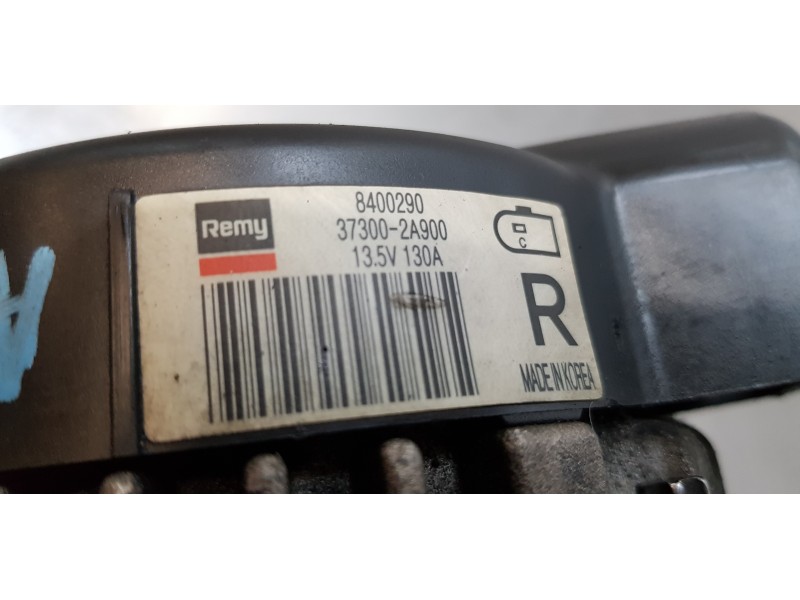 Remy
8400290
37300-2A900
13.5V 130A
C
R
MADE IN KOREA